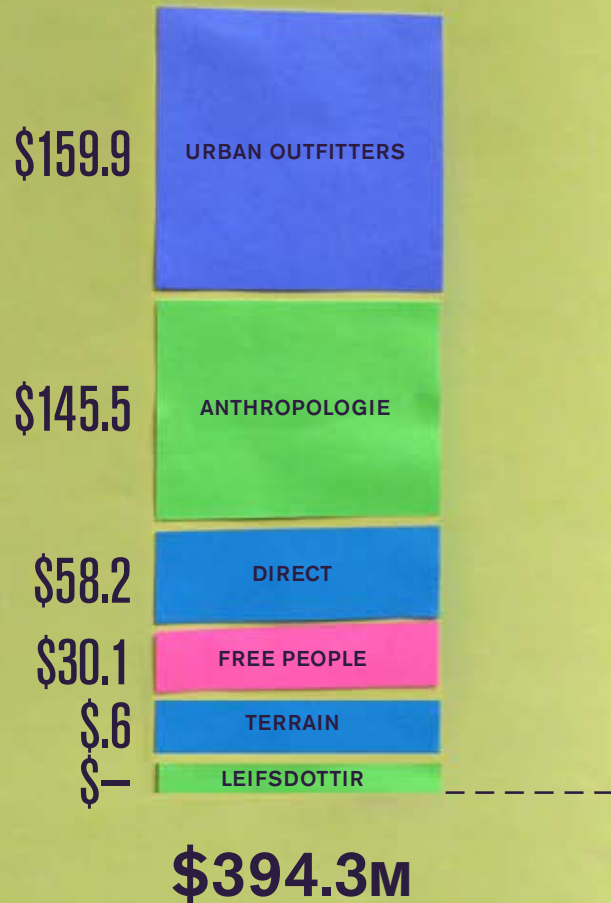 $159.9 URBAN OUTFITTERS
$145.5 ANTHROPOLOGIE
$58.2 DIRECT
$30.1 FREE PEOPLE
$.6 TERRAIN
$– LEIFSDOTTIR
$394.3M